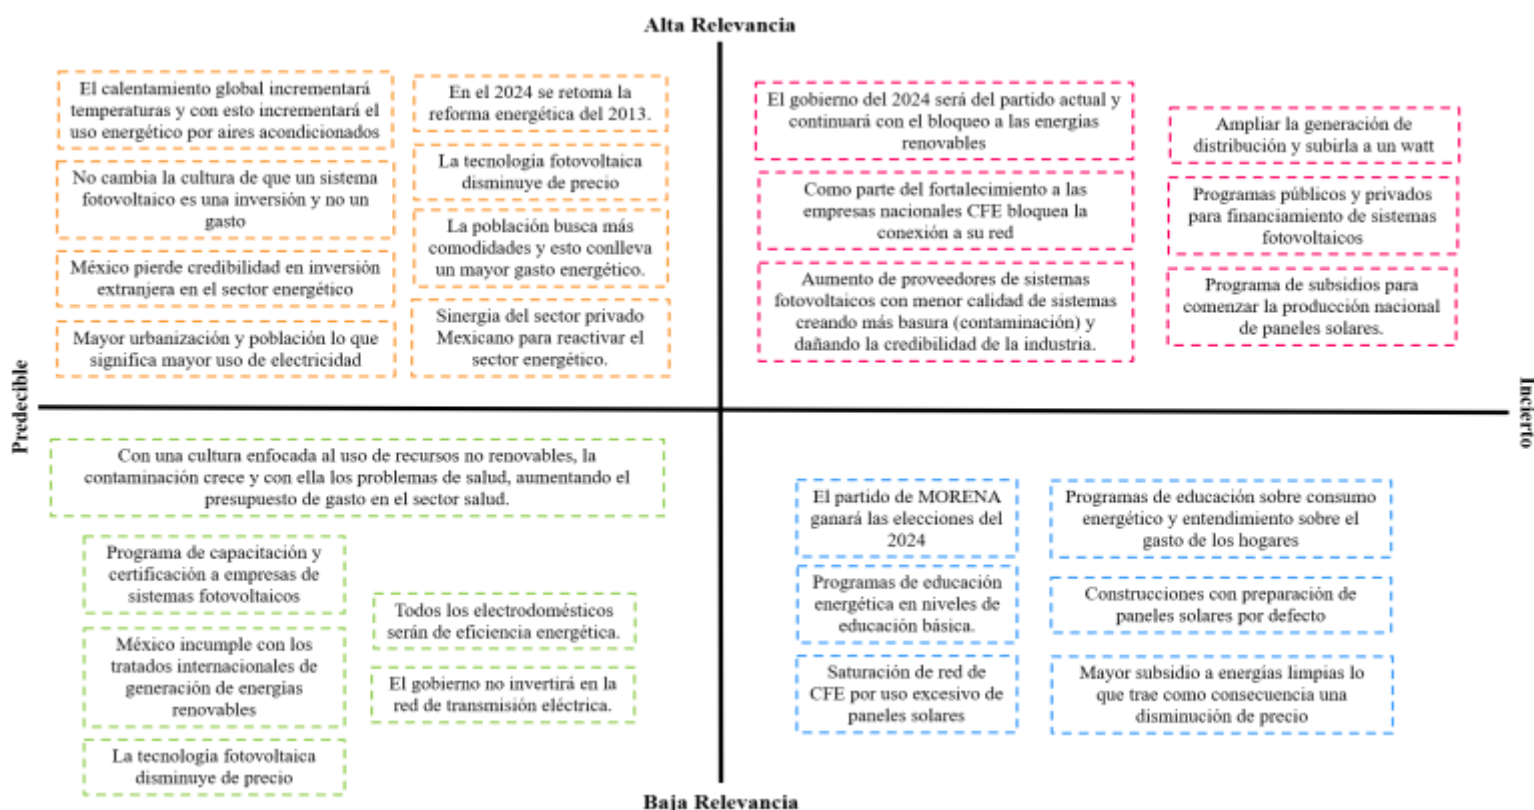 Alta Relevancia
El calentamiento global incrementará
temperaturas y con esto incrementará el
uso energético por aires acondicionados
No cambia la cultura de que un sistema
fotovoltaico es una inversión y no un
gasto
México pierde credibilidad en inversión
extranjera en el sector energético
Mayor urbanización y población lo que
significa mayor uso de electricidad
En el 2024 se retoma la
reforma energética del 2013.
La tecnología fotovoltaica
disminuye de precio
La población busca más
comodidades y esto conlleva
un mayor gasto energético.
Sinergia del sector privado
Mexicano para reactivar el
sector energético.
El gobierno del 2024 será del partido actual y
continuará con el bloqueo a las energías
renovables
Como parte del fortalecimiento a las
empresas nacionales CFE bloquea la
conexión a su red
Aumento de proveedores de sistemas
fotovoltaicos con menor calidad de sistemas
creando más basura (contaminación) y
dañando la credibilidad de la industria.
Ampliar la generación de
distribución y subirla a un watt
Programas públicos y privados
para financiamiento de sistemas
fotovoltaicos
Programa de subsidios para
comenzar la producción nacional
de paneles solares.
Predecible
Incierto
Con una cultura enfocada al uso de recursos no renovables, la
contaminación crece y con ella los problemas de salud, aumentando el
presupuesto de gasto en el sector salud.
Programa de capacitación y
certificación a empresas de
sistemas fotovoltaicos
México incumple con los
tratados internacionales de
generación de energías
renovables
La tecnología fotovoltaica
disminuye de precio
Todos los electrodomésticos
serán de eficiencia energética.
El gobierno no invertirá en la
red de transmisión eléctrica.
El partido de MORENA
ganará las elecciones del
2024
Programas de educación
energética en niveles de
educación básica.
Saturación de red de
CFE por uso excesivo de
paneles solares
Programas de educación sobre consumo
energético y entendimiento sobre el
gasto de los hogares
Construcciones con preparación de
paneles solares por defecto
Mayor subsidio a energías limpias lo
que trae como consecuencia una
disminución de precio
Baja Relevancia